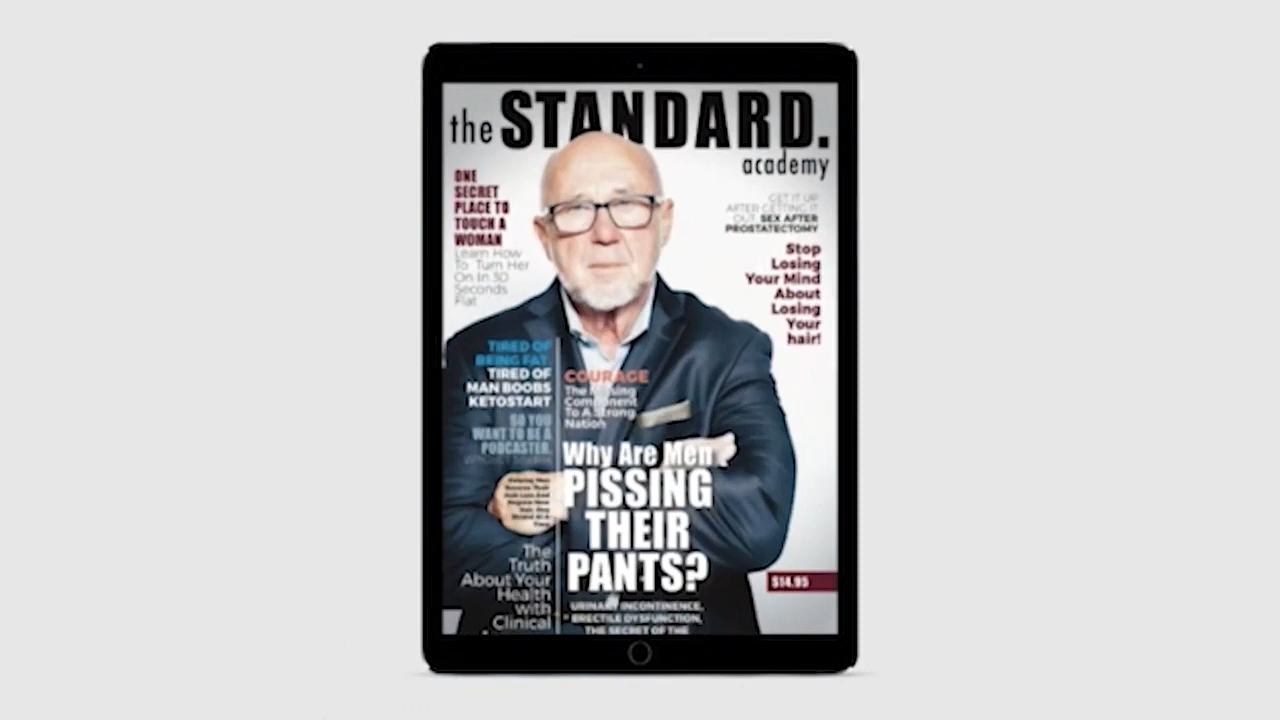 the STANDARD.
academy
ONE
SECRET
PLACE TO
TOUCH A
WOMAN
Learn How
To Turn Her
On In 30
Seconds
Flat
GET IT UP
AFTER GETTING IT
OUT. SEX AFTER
PROSTATECTOMY
Stop
Losing
Your Mind
About
Losing
Your
hair!
TIRED OF
BEING FAT.
TIRED OF
MAN BOOBS
KETOSTART
SO YOU
WANT TO BE A
PODCASTER.
COURAGE
The Missing
Component
To A Strong
Nation
Why Are Men
PISSING
THEIR
PANTS?
The
Truth
About Your
Health
with
Clinical
$14.95
URINARY INCONTINENCE,
ERECTILE DYSFUNCTION,
THE SECRET OF THE